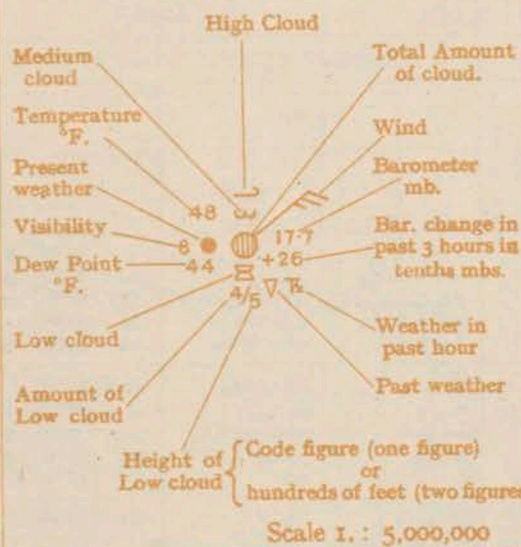 High Cloud
Medium
cloud
Total Amount
of cloud.
Temperature
°F.
Wind
Present
weather
Barometer
mb.
48
17·7
Visibility
8
Bar. change in
past 3 hours in
tenths mbs.
+26
Dew Point
°F.
44
4/5
Low cloud
Weather in
past hour
Amount of
Low cloud
Past weather
Height of
Low cloud
Code figure (one figure)
or
hundreds of feet (two figures
Scale 1. : 5,000,000